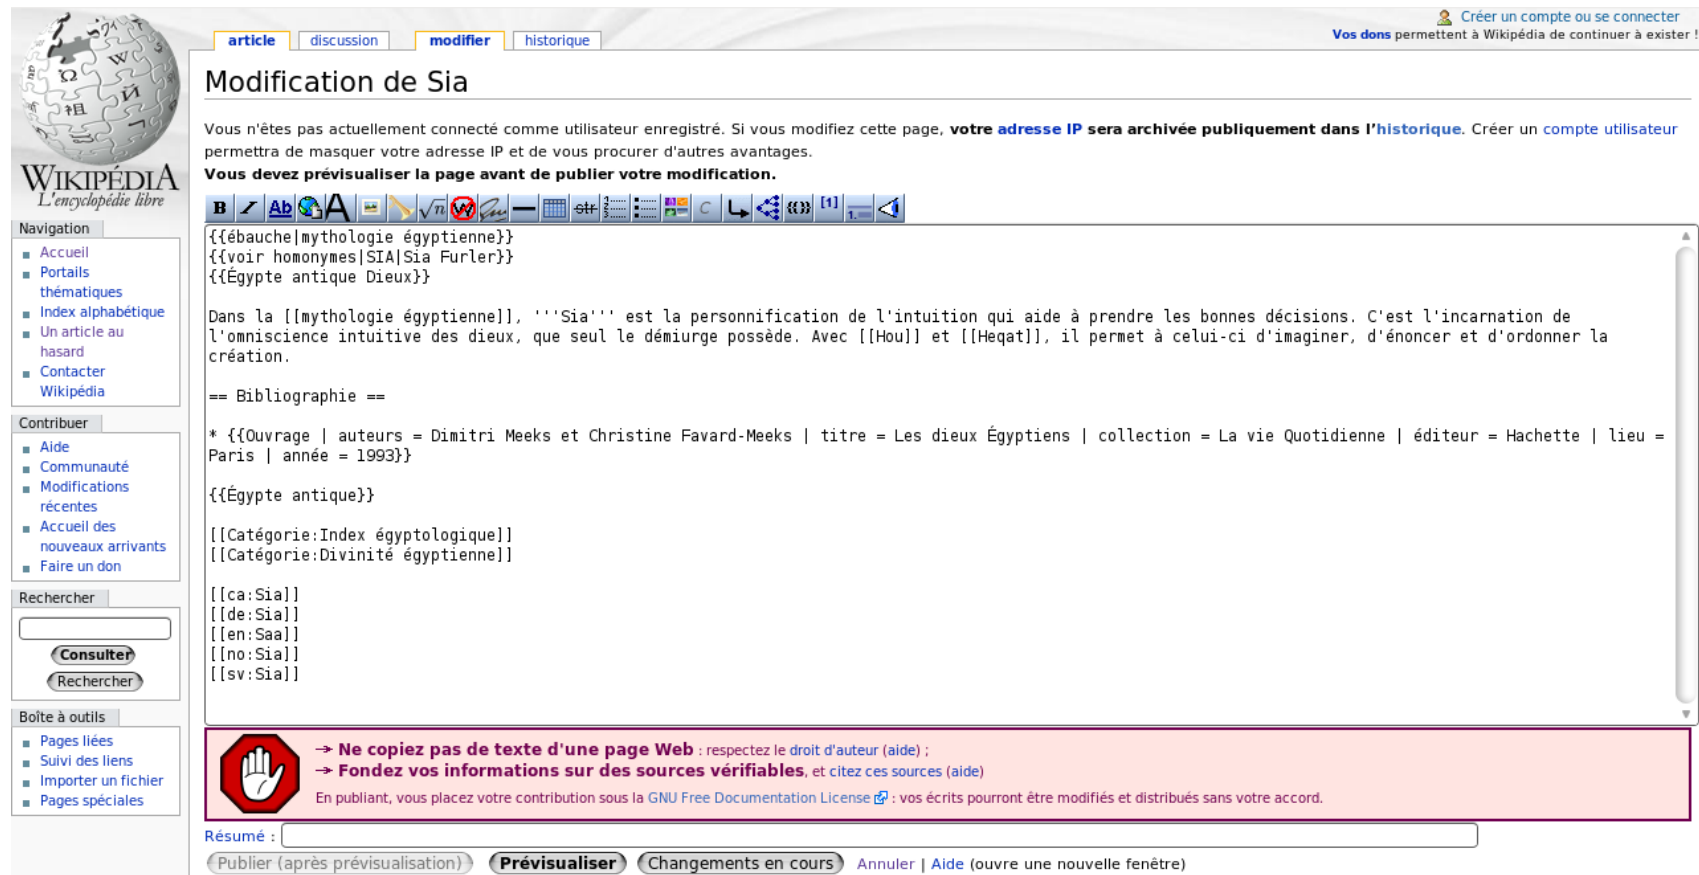 Créer un compte ou se connecter
Vos dons permettent à Wikipédia de continuer à exister !
article discussion modifier historique
WIKIPÉDIA
L'encyclopédie libre
Navigation
Accueil
Portails
thématiques
Index alphabétique
Un article au
hasard
Contacter
Wikipédia
Contribuer
Aide
Communauté
Modifications
récentes
Accueil des
nouveaux arrivants
Faire un don
Rechercher
Consulter
Rechercher
Boîte à outils
Pages liées
Suivi des liens
Importer un fichier
Pages spéciales
Modification de Sia
Vous n'êtes pas actuellement connecté comme utilisateur enregistré. Si vous modifiez cette page, votre adresse IP sera archivée publiquement dans l’historique. Créer un compte utilisateur
permettra de masquer votre adresse IP et de vous procurer d'autres avantages.
Vous devez prévisualiser la page avant de publier votre modification.
B I Ab A √n W str C «» [1] 1.
{{ébauche|mythologie égyptienne}}
{{voir homonymes|SIA|Sia Furler}}
{{Égypte antique Dieux}}
Dans la [[mythologie égyptienne]], '''Sia''' est la personnification de l'intuition qui aide à prendre les bonnes décisions. C'est l'incarnation de
l'omniscience intuitive des dieux, que seul le démiurge possède. Avec [[Hou]] et [[Heqat]], il permet à celui-ci d'imaginer, d'énoncer et d'ordonner la
création.
== Bibliographie ==
* {{Ouvrage | auteurs = Dimitri Meeks et Christine Favard-Meeks | titre = Les dieux Égyptiens | collection = La vie Quotidienne | éditeur = Hachette | lieu =
Paris | année = 1993}}
{{Égypte antique}}
[[Catégorie:Index égyptologique]]
[[Catégorie:Divinité égyptienne]]
[[ca:Sia]]
[[de:Sia]]
[[en:Saa]]
[[no:Sia]]
[[sv:Sia]]
→ Ne copiez pas de texte d'une page Web : respectez le droit d'auteur (aide) ;
→ Fondez vos informations sur des sources vérifiables, et citez ces sources (aide)
En publiant, vous placez votre contribution sous la GNU Free Documentation License : vos écrits pourront être modifiés et distribués sans votre accord.
Résumé :
Publier (après prévisualisation) Prévisualiser Changements en cours Annuler | Aide (ouvre une nouvelle fenêtre)